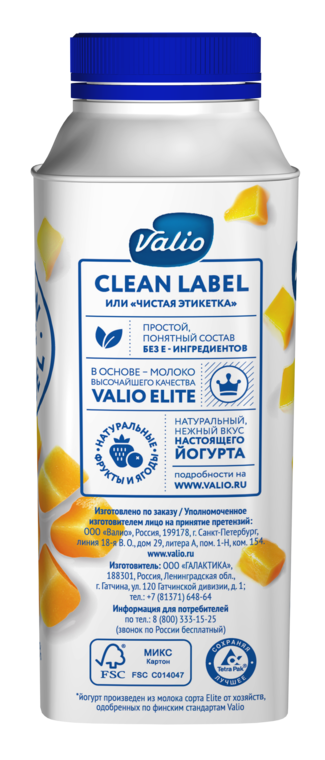 Valio
CLEAN LABEL
ИЛИ «ЧИСТАЯ ЭТИКЕТКА»
ПРОСТОЙ,
ПОНЯТНЫЙ СОСТАВ
БЕЗ Е - ИНГРЕДИЕНТОВ
В ОСНОВЕ – МОЛОКО
ВЫСОЧАЙШЕГО КАЧЕСТВА
VALIO ELITE
•НАТУРАЛЬНЫЕ•
ФРУКТЫ И ЯГОДЫ
НАТУРАЛЬНЫЙ,
НЕЖНЫЙ ВКУС
НАСТОЯЩЕГО
ЙОГУРТА
подробности на
WWW.VALIO.RU
Изготовлено по заказу / Уполномоченное
изготовителем лицо на принятие претензий:
ООО «Валио», Россия, 199178, г. Санкт-Петербург,
линия 18-я В. О., дом 29, литера А, пом. 1-Н, ком. 154.
www.valio.ru
Изготовитель: ООО «ГАЛАКТИКА»,
188301, Россия, Ленинградская обл.,
г. Гатчина, ул. 120 Гатчинской дивизии, д. 1;
тел.: +7 (81371) 648-64
Информация для потребителей
по тел.: 8 (800) 333-15-25
(звонок по России бесплатный)
FSC
МИКС
Картон
FSC C014047
СОХРАНЯЯ
Tetra Pak®
ЛУЧШЕЕ
*йогурт произведен из молока сорта Elite от хозяйств,
одобренных по финским стандартам Valio